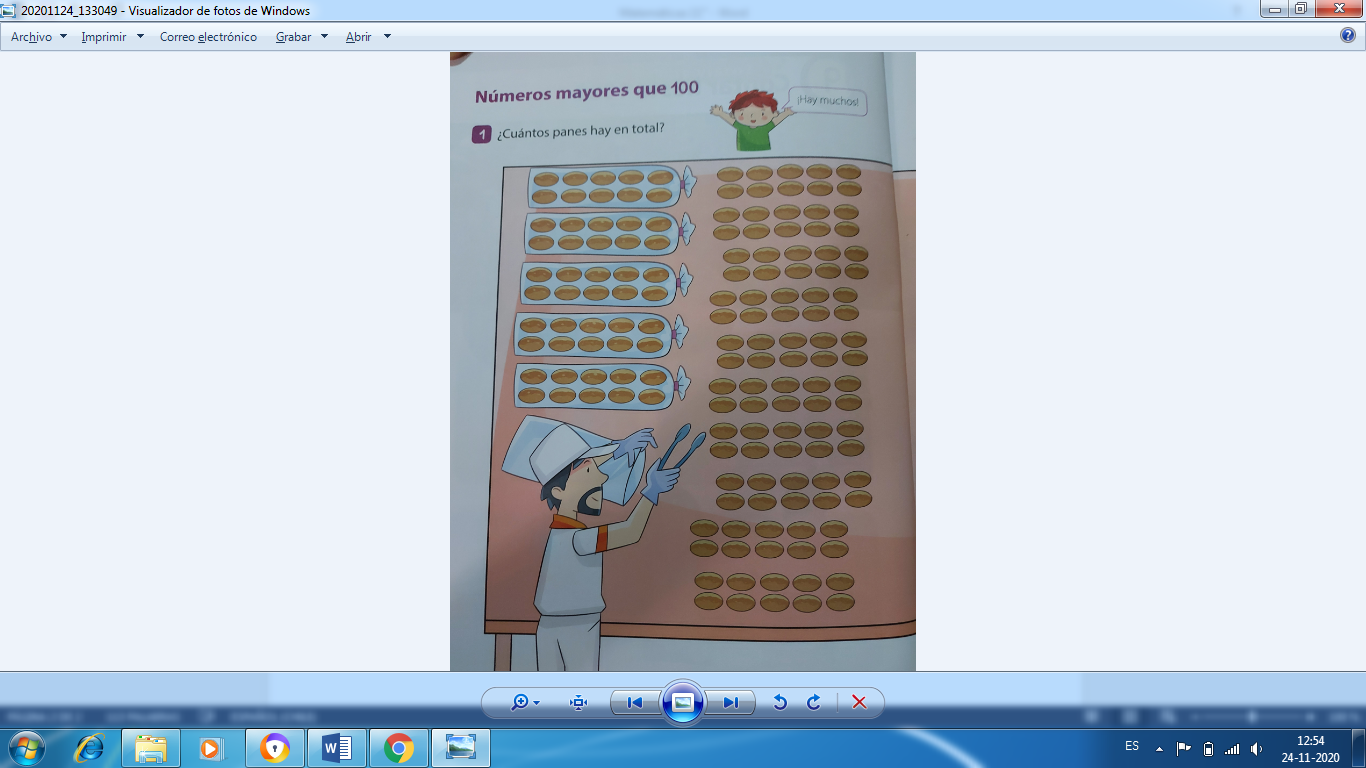 20201124_133049 - Visualizador de fotos de Windows
Archivo Imprimir Correo electrónico Grabar Abrir
Números mayores que 100
¡Hay muchos!
1 ¿Cuántos panes hay en total?
ES
12:54
24-11-2020